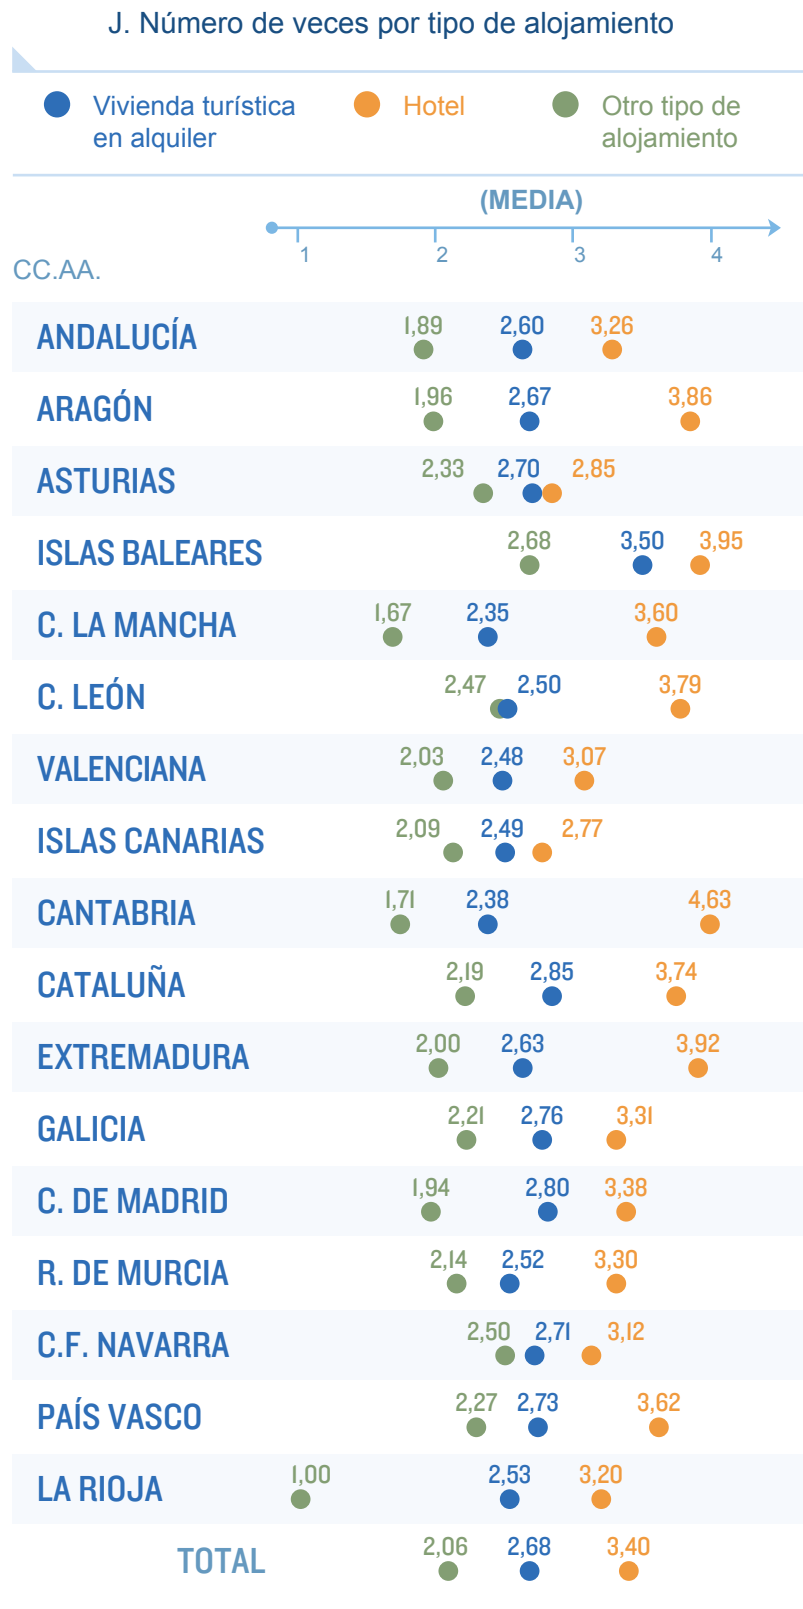 J. Número de veces por tipo de alojamiento
Vivienda turística
en alquiler
Hotel
Otro tipo de
alojamiento
(MEDIA)
1 2 3 4
CC.AA.
ANDALUCÍA 1,89 2,60 3,26
ARAGÓN 1,96 2,67 3,86
ASTURIAS 2,33 2,70 2,85
ISLAS BALEARES 2,68 3,50 3,95
C. LA MANCHA 1,67 2,35 3,60
C. LEÓN 2,47 2,50 3,79
VALENCIANA 2,03 2,48 3,07
ISLAS CANARIAS 2,09 2,49 2,77
CANTABRIA 1,71 2,38 4,63
CATALUÑA 2,19 2,85 3,74
EXTREMADURA 2,00 2,63 3,92
GALICIA 2,21 2,76 3,31
C. DE MADRID 1,94 2,80 3,38
R. DE MURCIA 2,14 2,52 3,30
C.F. NAVARRA 2,50 2,71 3,12
PAÍS VASCO 2,27 2,73 3,62
LA RIOJA 1,00 2,53 3,20
TOTAL 2,06 2,68 3,40